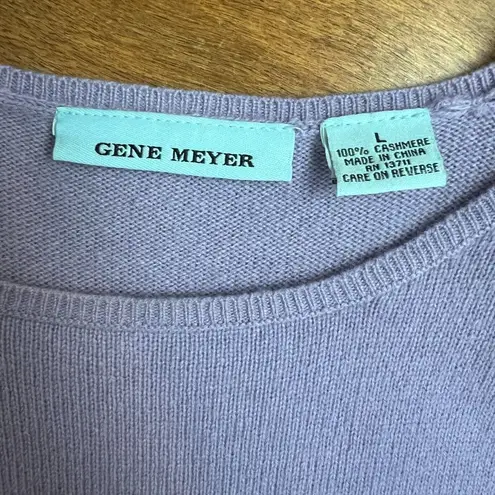 GENE MEYER
L
100% CASHMERE
MADE IN CHINA
RN 13711
CARE ON REVERSE